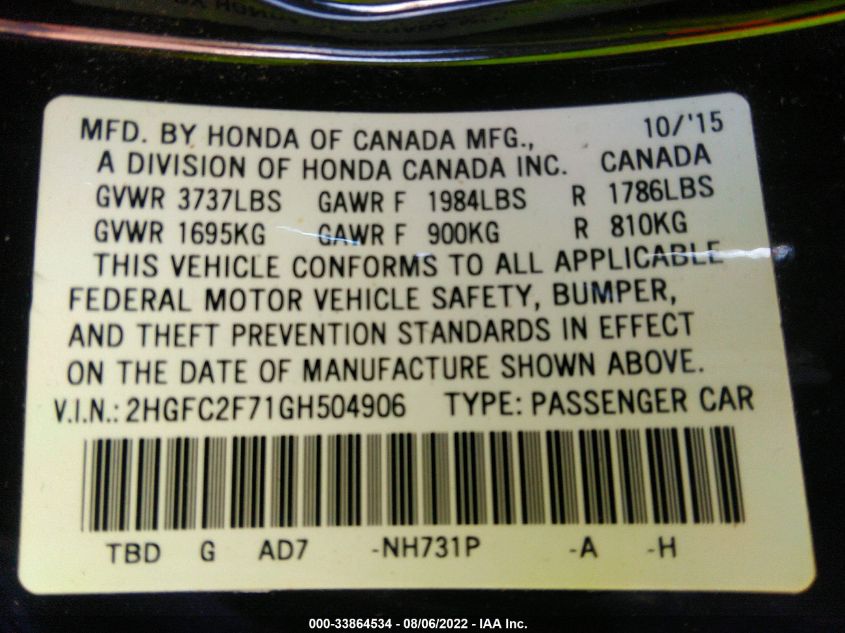 MFD. BY HONDA OF CANADA MFG., 10/'15
A DIVISION OF HONDA CANADA INC. CANADA
GVWR 3737LBS GAWR F 1984LBS R 1786LBS
GVWR 1695KG GAWR F 900KG R 810KG
THIS VEHICLE CONFORMS TO ALL APPLICABLE
FEDERAL MOTOR VEHICLE SAFETY, BUMPER,
AND THEFT PREVENTION STANDARDS IN EFFECT
ON THE DATE OF MANUFACTURE SHOWN ABOVE.
V.I.N.: 2HGFC2F71GH504906 TYPE: PASSENGER CAR
TBD G AD7 -NH731P -A -H
000-33864534 - 08/06/2022 - IAA Inc.